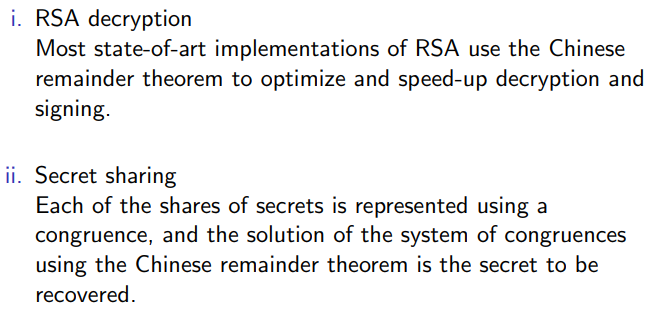 i. RSA decryption
Most state-of-art implementations of RSA use the Chinese
remainder theorem to optimize and speed-up decryption and
signing.
ii. Secret sharing
Each of the shares of secrets is represented using a
congruence, and the solution of the system of congruences
using the Chinese remainder theorem is the secret to be
recovered.